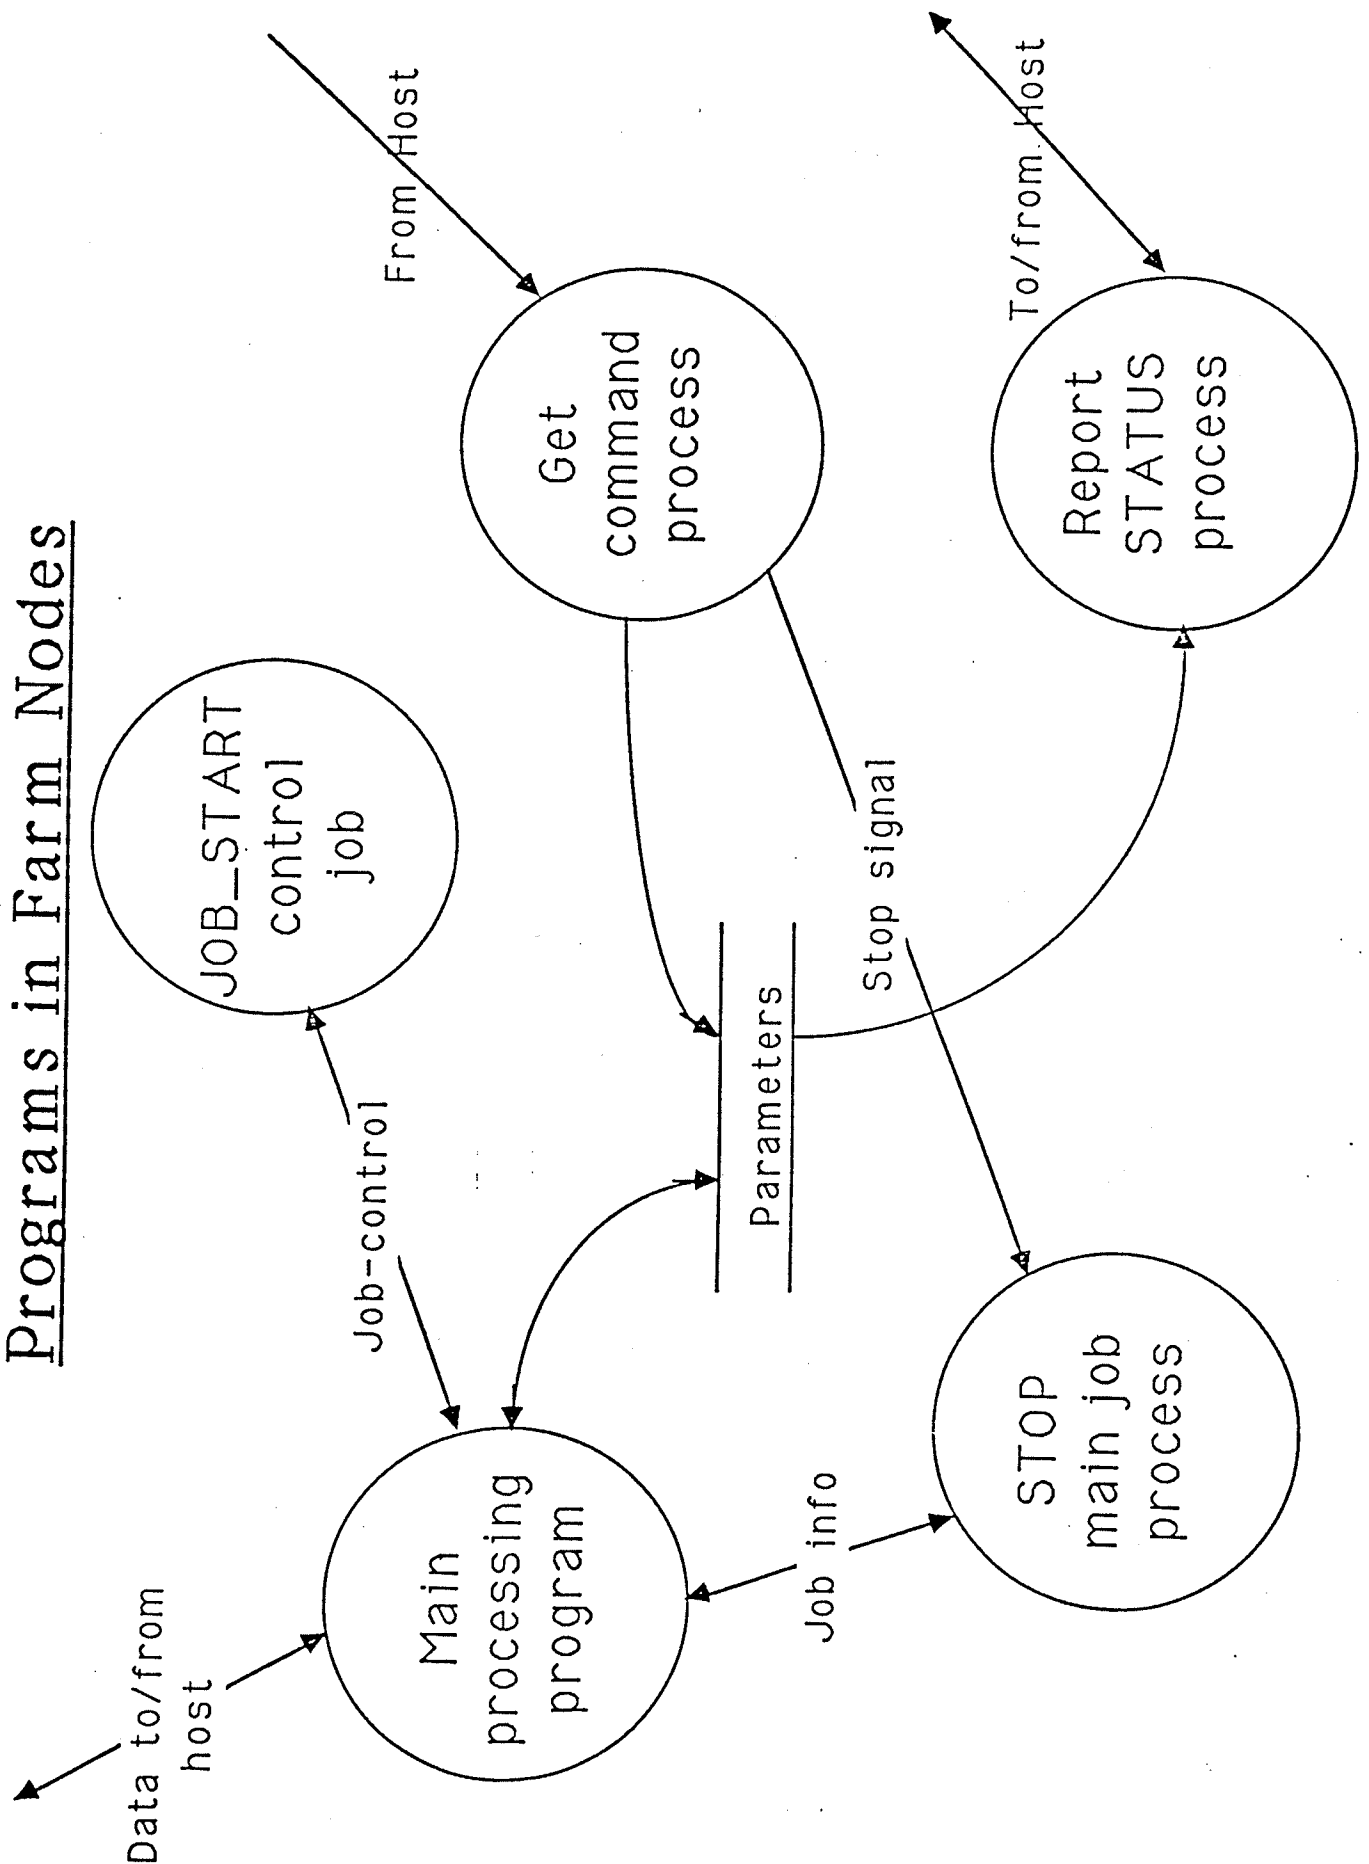 Programs in Farm Nodes
Data to/from
host
Main
processing
program
Job-control
JOB_START
control
job
From Host
Get
command
process
Parameters
Stop signal
Job info
STOP
main job
process
To/from Host
Report
STATUS
process